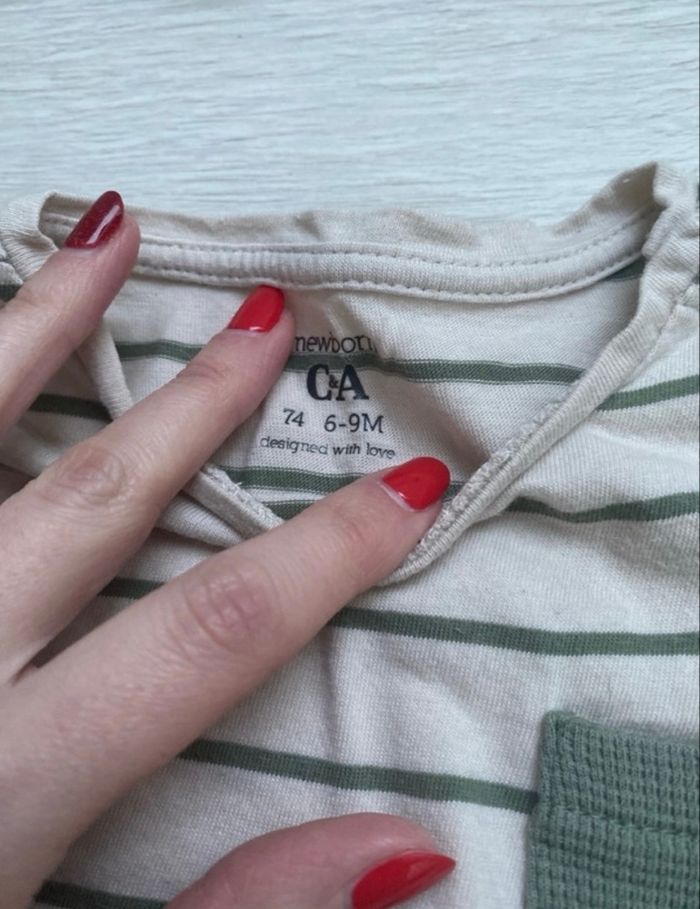 newborn
C&A
74 6-9M
designed with love